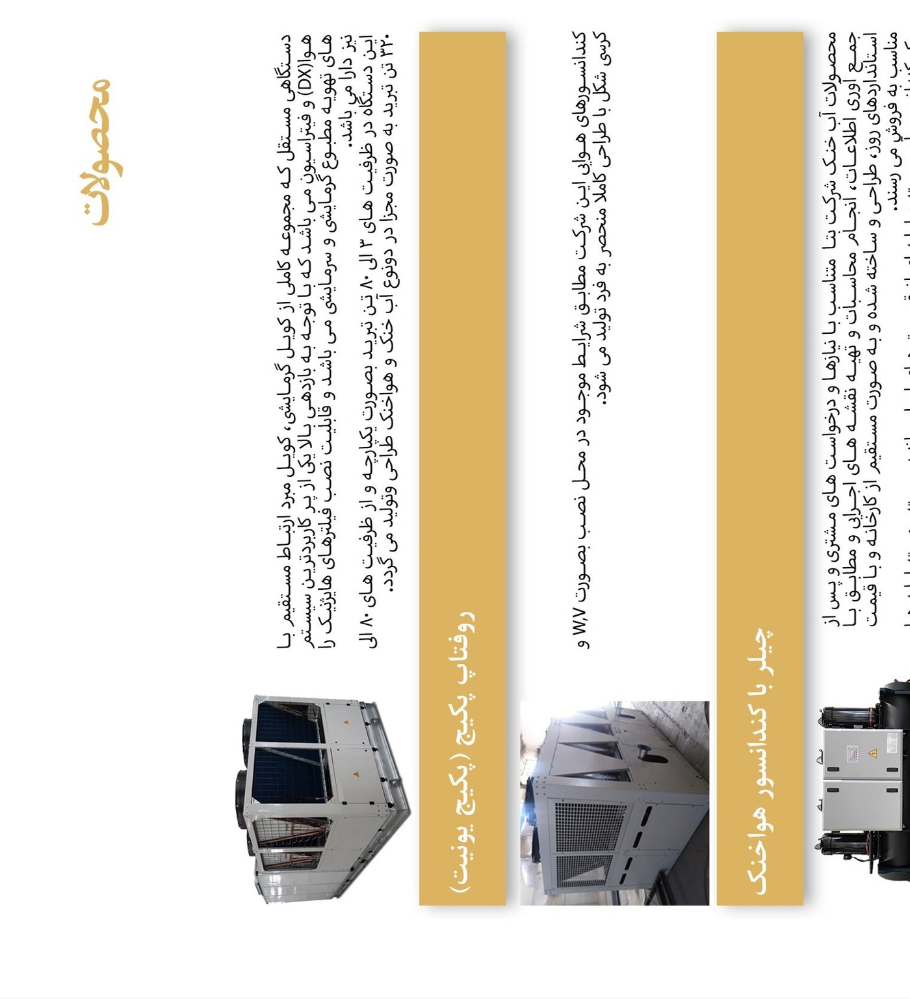 محصولات
دستگاهی مستقل که مجموعه کاملی از کویل گرمایشی، کویل مبرد ارتباط مستقیم با
هوا(DX) و فیتراسیون می باشد که با توجه به بازدهی بالا یکی از پر کاربردترین سیستم
های تهویه مطبوع گرمایشی و سرمایشی می باشد و قابلیت نصب فیلترهای هایژنیک را
نیز دارا می باشد.
این دستگاه در ظرفیت های ۳ الی ۸۰ تن تبرید بصورت یکپارچه و از ظرفیت های ۸۰ الی
۳۲۰ تن تبرید به صورت مجزا در دونوع آب خنک و هواخنک طراحی وتولید می گردد.
روفتاپ پکیج (پکیج یونیت)
کندانسورهای هوایی این شرکت مطابق شرایط موجود در محل نصب بصورت W,V و
کرسی شکل با طراحی کاملا منحصر به فرد تولید می شود.
چیلر با کندانسور هواخنک
محصولات آب خنک شرکت بتا متناسب با نیازها و درخواست های مشتری و پس از
جمع آوری اطلاعات، انجام محاسبات و تهیه نقشه های اجرایی و مطابق با
استانداردهای روز، طراحی و ساخته شده و به صورت مستقیم از کارخانه و با قیمت
مناسب به فروش می رسند.